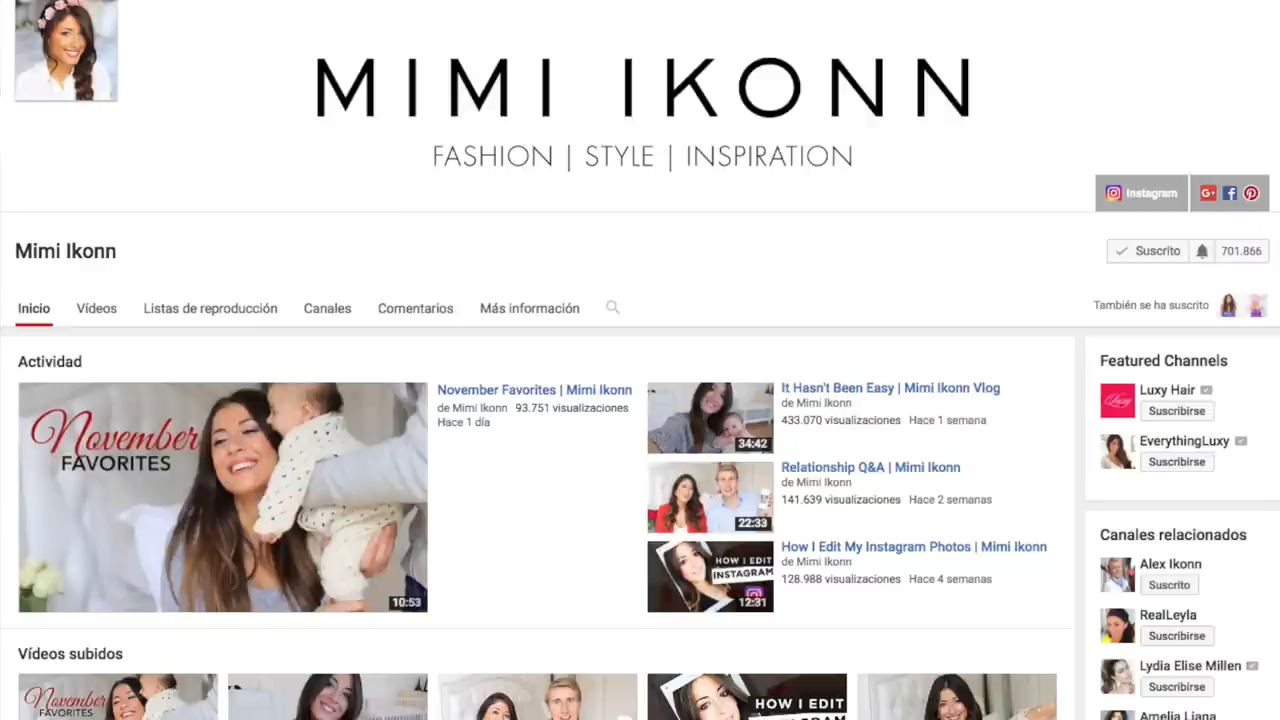 MIMI IKONN
FASHION | STYLE | INSPIRATION
Instagram
Mimi Ikonn
Suscrito
701.866
Inicio
Vídeos
Listas de reproducción
Canales
Comentarios
Más información
También se ha suscrito
Actividad
November
FAVORITES
10:53
November Favorites | Mimi Ikonn
de Mimi Ikonn 93.751 visualizaciones
Hace 1 día
34:42
It Hasn't Been Easy | Mimi Ikonn Vlog
de Mimi Ikonn
433.070 visualizaciones Hace 1 semana
22:33
Relationship Q&A | Mimi Ikonn
de Mimi Ikonn
141.639 visualizaciones Hace 2 semanas
HOW I EDIT
INSTAGRAM
12:31
How I Edit My Instagram Photos | Mimi Ikonn
de Mimi Ikonn
128.988 visualizaciones Hace 4 semanas
Featured Channels
Luxy Hair
Suscribirse
EverythingLuxy
Suscribirse
Canales relacionados
Alex Ikonn
Suscrito
RealLeyla
Suscribirse
Lydia Elise Millen
Suscribirse
Amelia Liana
Vídeos subidos
November
FAVORITES
HOW I EDIT
INSTAGRAM